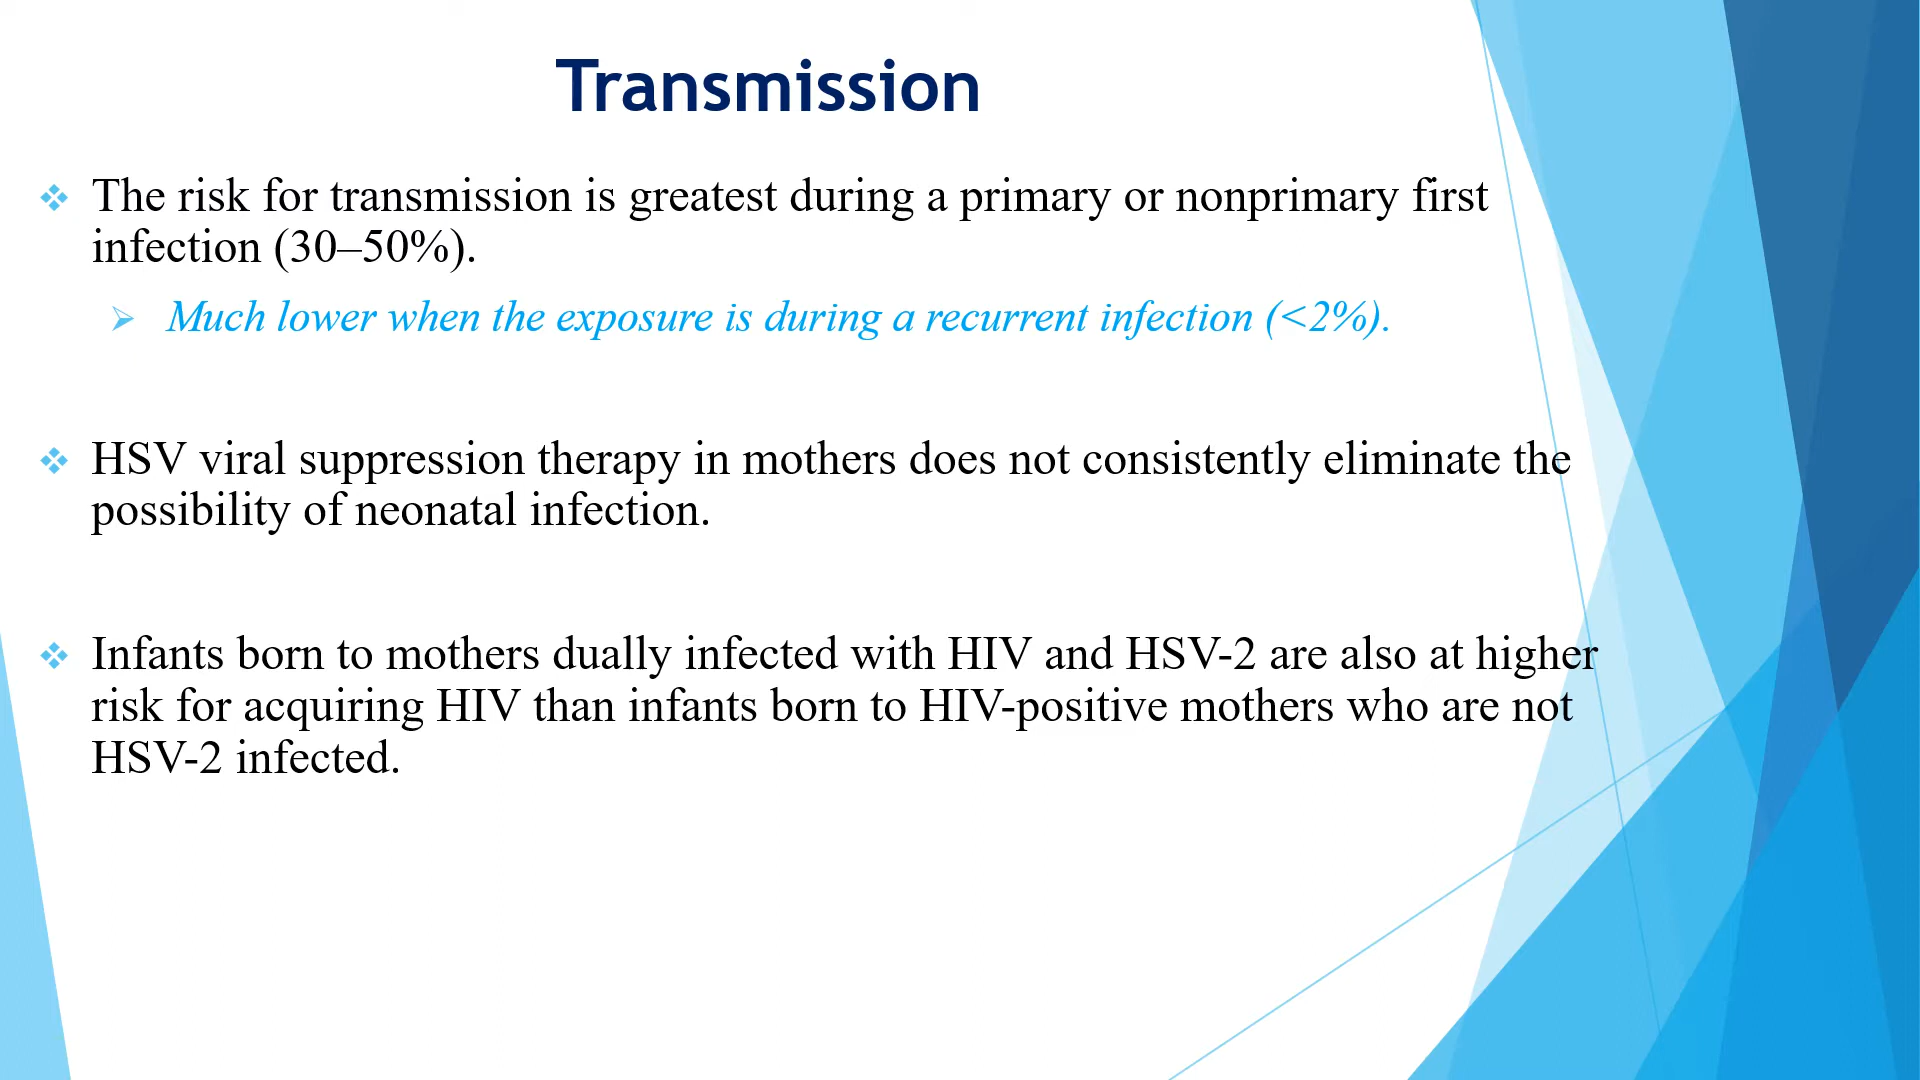 Transmission
The risk for transmission is greatest during a primary or nonprimary first
infection (30–50%).
Much lower when the exposure is during a recurrent infection (<2%).
HSV viral suppression therapy in mothers does not consistently eliminate the
possibility of neonatal infection.
Infants born to mothers dually infected with HIV and HSV-2 are also at higher
risk for acquiring HIV than infants born to HIV-positive mothers who are not
HSV-2 infected.